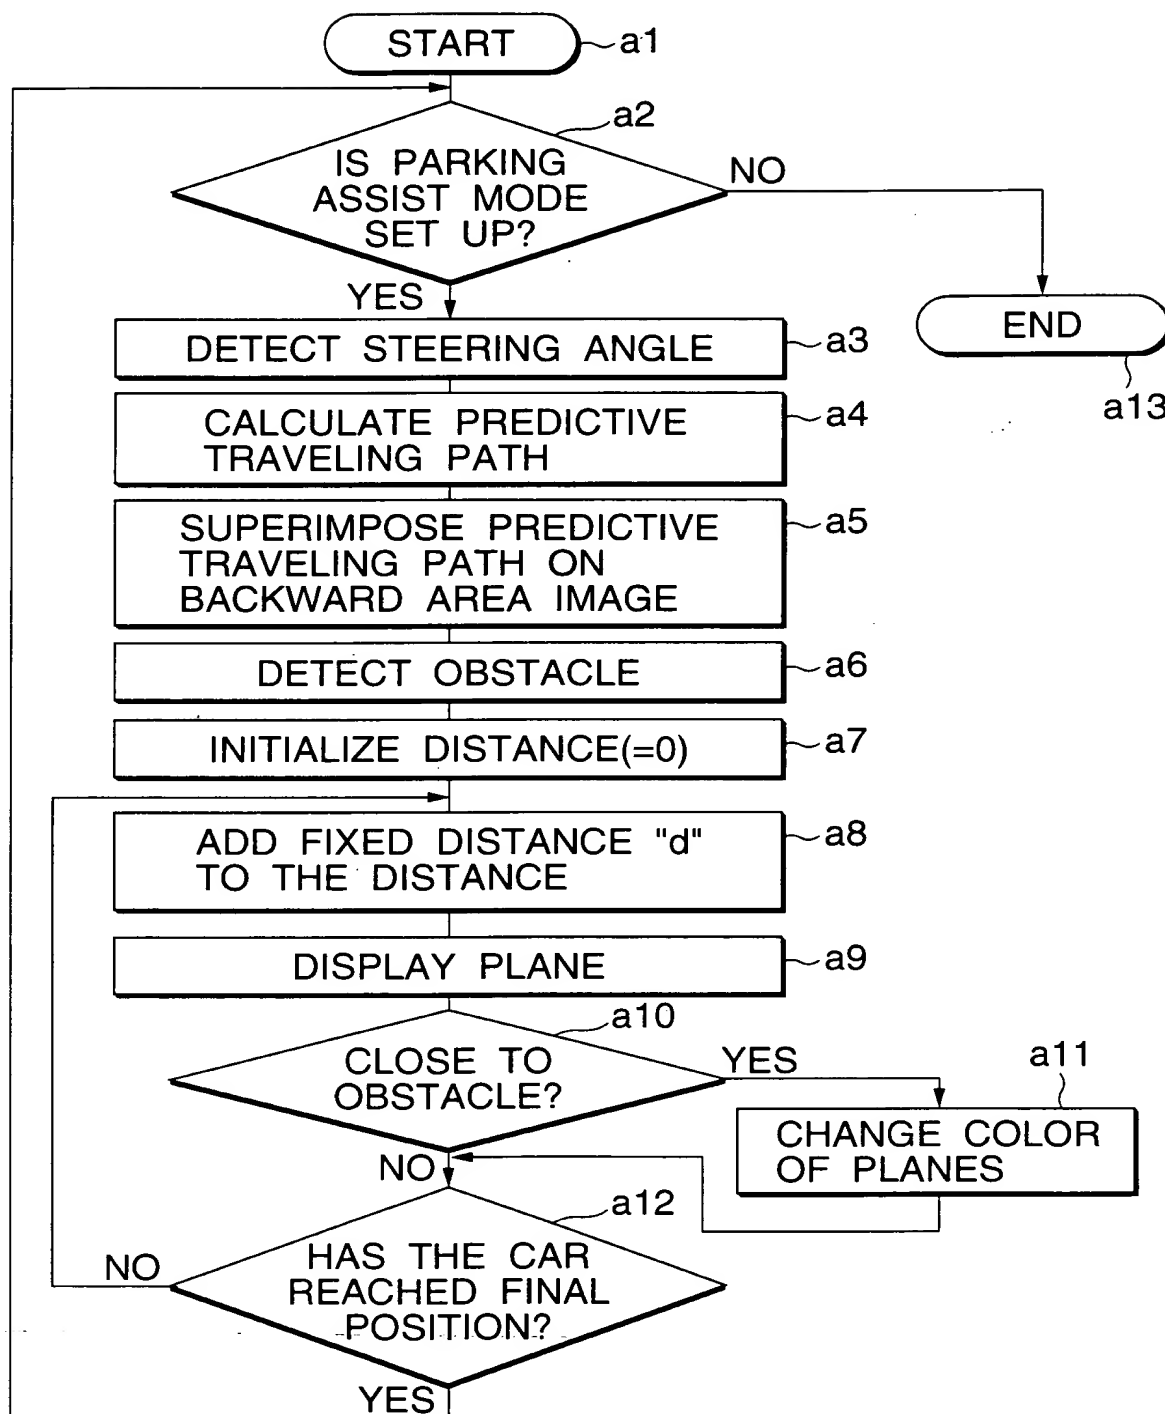 START
a1
a2
IS PARKING
ASSIST MODE
SET UP?
NO
YES
END
a13
DETECT STEERING ANGLE
a3
CALCULATE PREDICTIVE
TRAVELING PATH
a4
SUPERIMPOSE PREDICTIVE
TRAVELING PATH ON
BACKWARD AREA IMAGE
a5
DETECT OBSTACLE
a6
INITIALIZE DISTANCE(=0)
a7
ADD FIXED DISTANCE "d"
TO THE DISTANCE
a8
DISPLAY PLANE
a9
a10
CLOSE TO
OBSTACLE?
YES
a11
CHANGE COLOR
OF PLANES
NO
a12
HAS THE CAR
REACHED FINAL
POSITION?
NO
YES